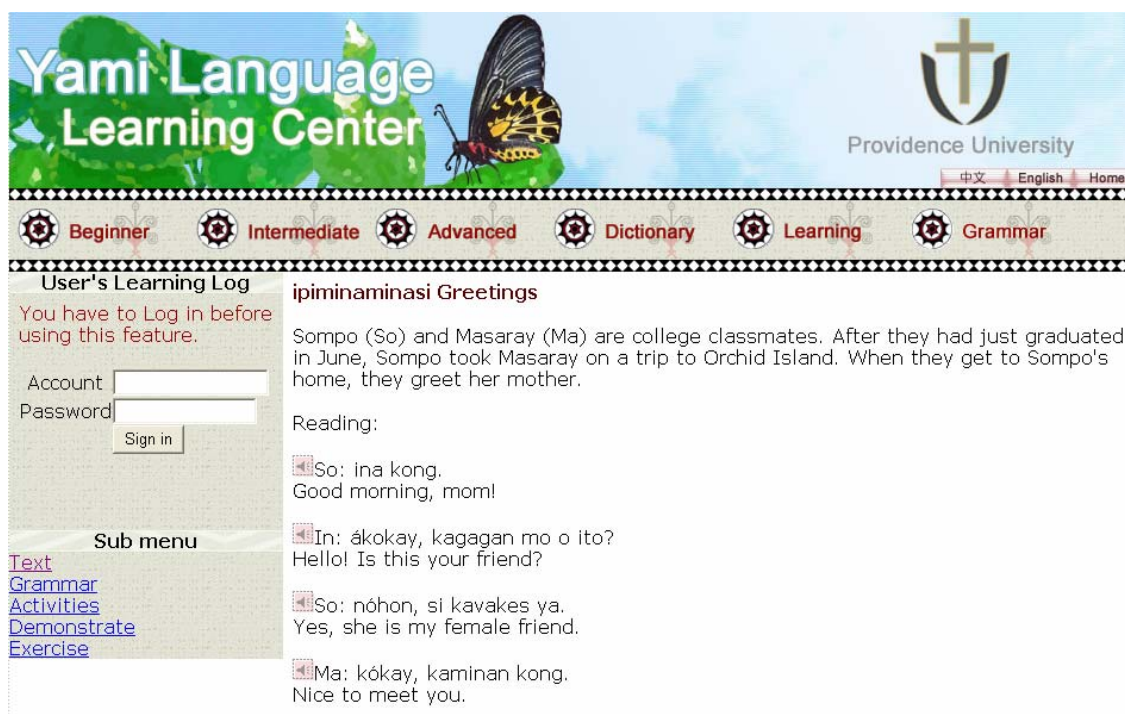 Yami Language
Learning Center
Providence University
中文 English Home
Beginner Intermediate Advanced Dictionary Learning Grammar
User's Learning Log
You have to Log in before
using this feature.
Account
Password
Sign in
Sub menu
Text
Grammar
Activities
Demonstrate
Exercise
ipiminaminasi Greetings
Sompo (So) and Masaray (Ma) are college classmates. After they had just graduated
in June, Sompo took Masaray on a trip to Orchid Island. When they get to Sompo's
home, they greet her mother.
Reading:
So: ina kong.
Good morning, mom!
In: ákokay, kagagan mo o ito?
Hello! Is this your friend?
So: nóhon, si kavakes ya.
Yes, she is my female friend.
Ma: kókay, kaminan kong.
Nice to meet you.